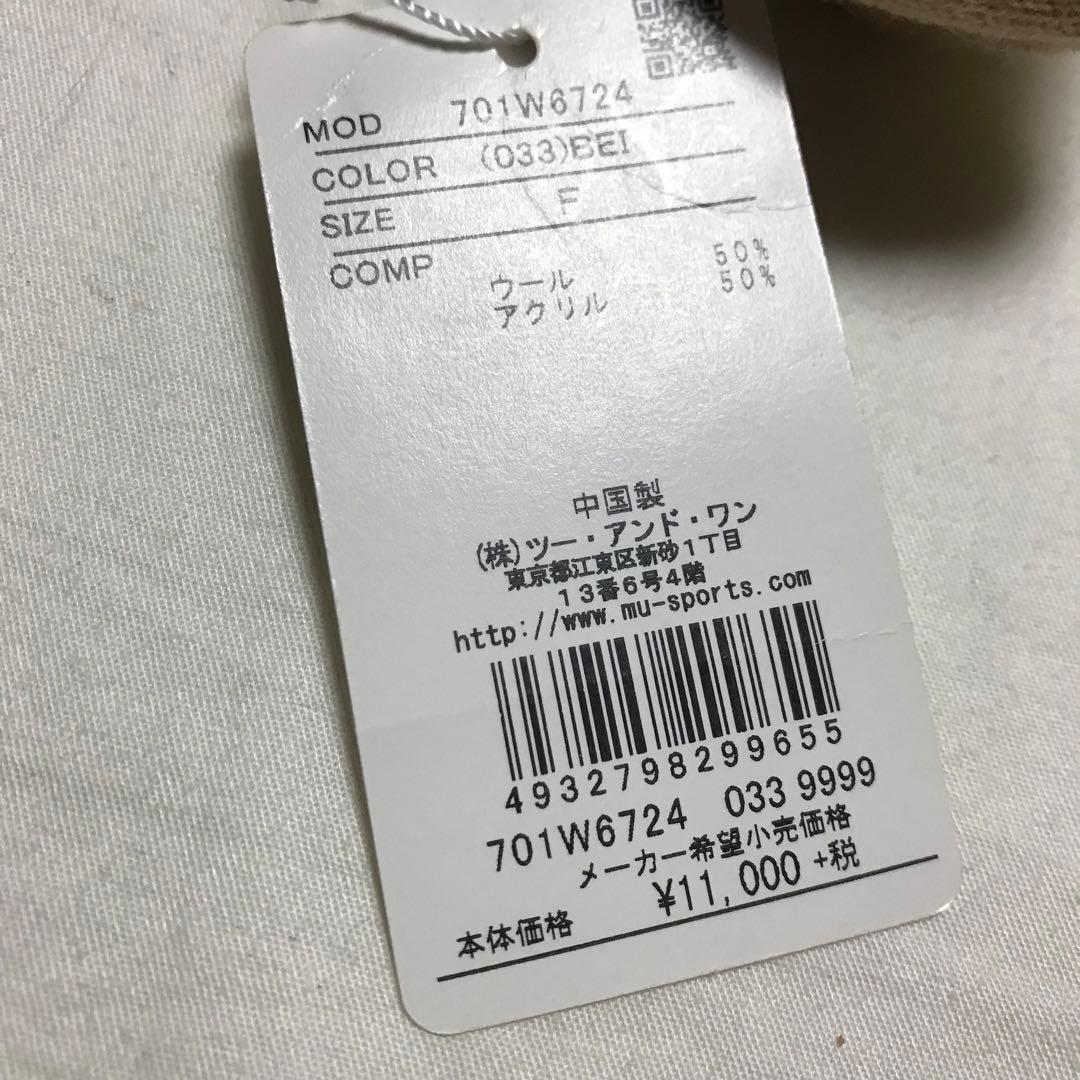 MOD 701W6724
COLOR (033)BEI
SIZE F
COMP ウール 50%
アクリル 50%
中国製
(株)ツー・アンド・ワン
東京都江東区新砂1丁目
13番6号4階
http://www.mu-sports.com
4932798299655
701W6724 033 9999
メーカー希望小売価格
本体価格 ¥11,000 +税